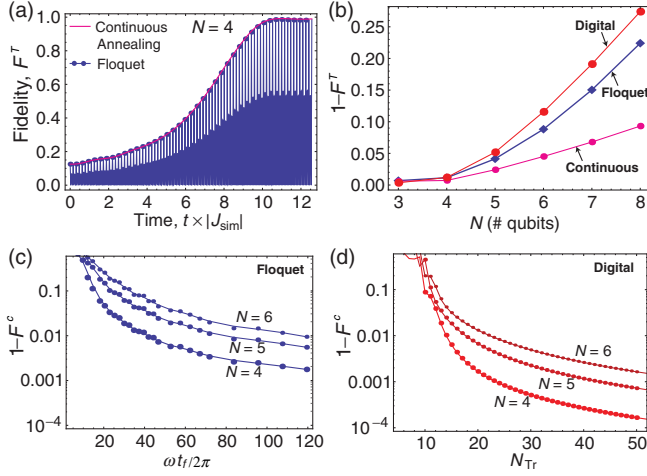 (a)
Continuous
Annealing
Floquet
N = 4
Fidelity, F^T
1.0
0.8
0.6
0.4
0.2
0.0
0 2 4 6 8 10 12
Time, t × |J_sim|
(b)
Digital
Floquet
Continuous
1−F^T
0.25
0.20
0.15
0.10
0.05
0.00
3 4 5 6 7 8
N (# qubits)
(c)
Floquet
1−F^c
0.1
0.01
0.001
10^−4
N = 6
N = 5
N = 4
0 20 40 60 80 100 120
ωt_f/2π
(d)
Digital
1−F^c
0.1
0.01
0.001
10^−4
N = 6
N = 5
N = 4
10 20 30 40 50
N_Tr